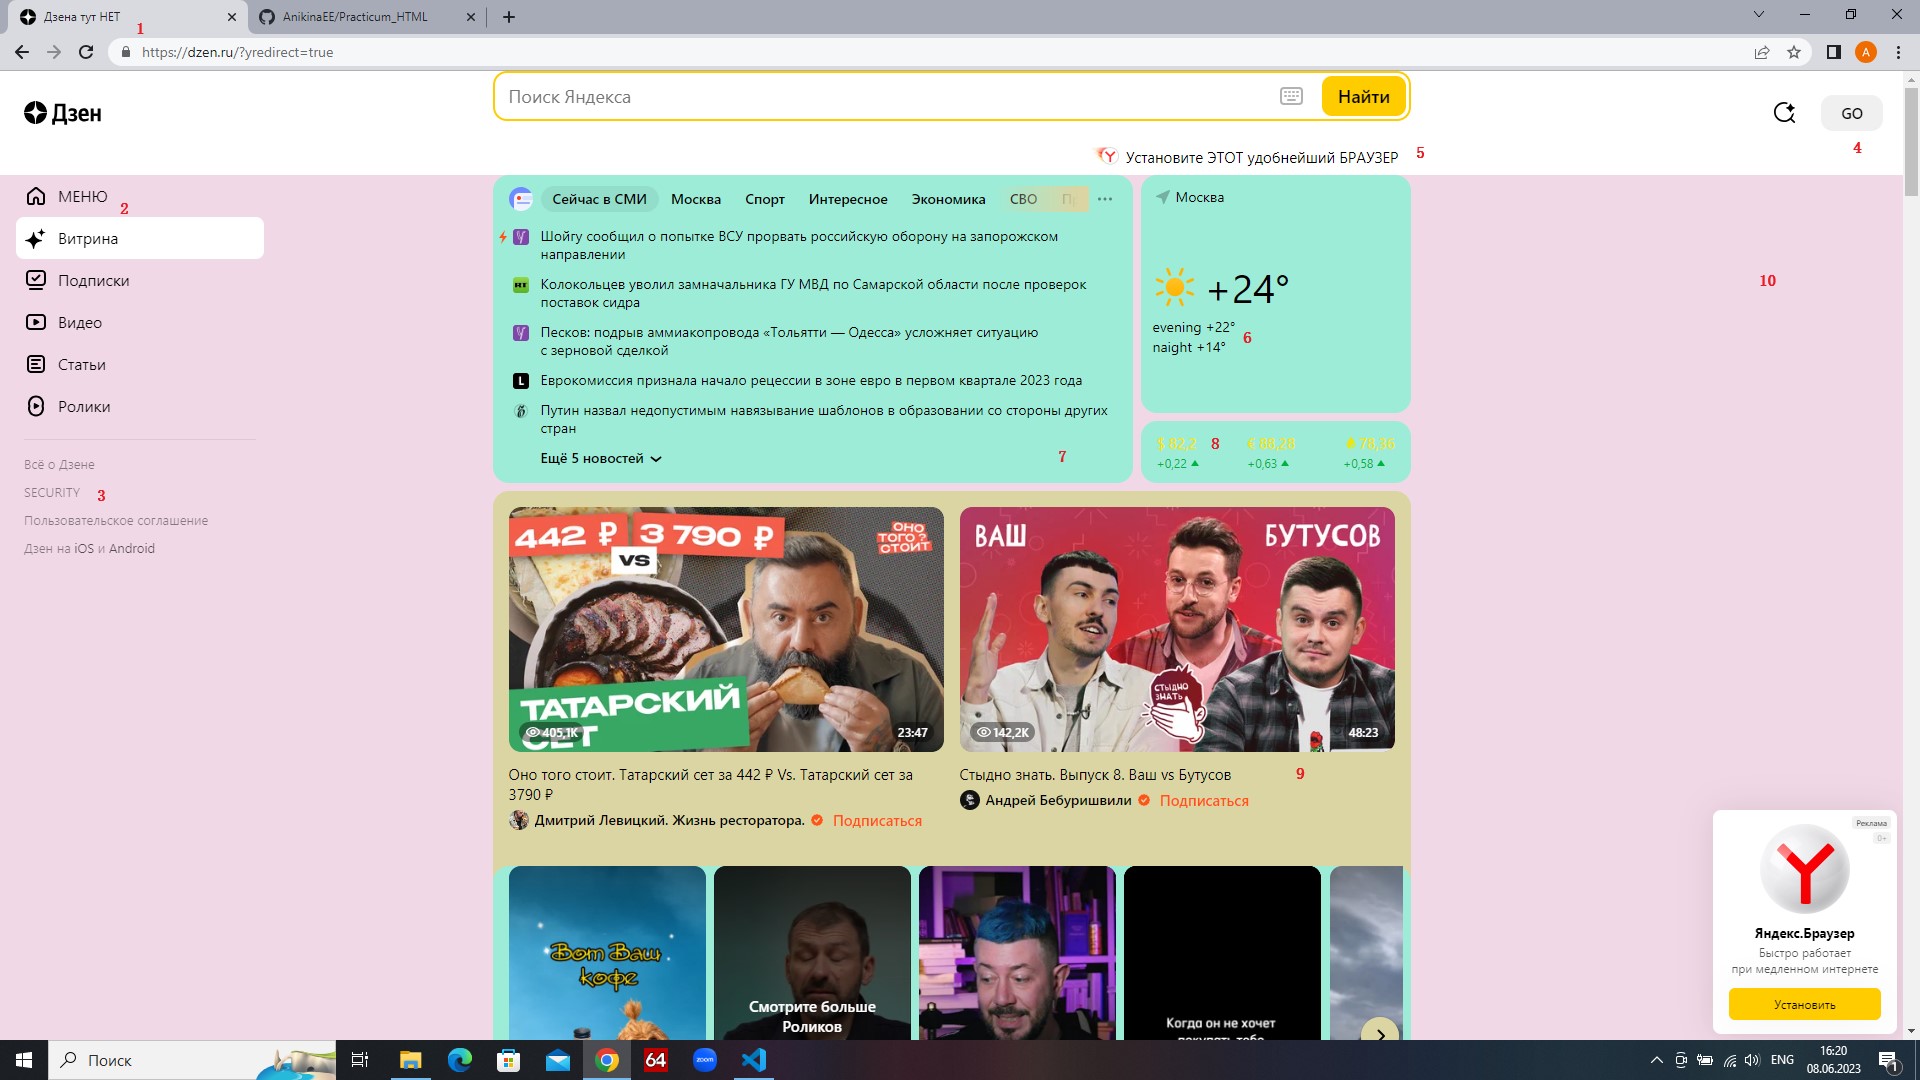 Дзена тут НЕТ
AnikinaEE/Practicum_HTML
1
https://dzen.ru/?yredirect=true
A
Дзен
Поиск Яндекса
Найти
GO
4
Установите ЭТОТ удобнейший БРАУЗЕР
5
МЕНЮ
2
Витрина
Подписки
Видео
Статьи
Ролики
Всё о Дзене
SECURITY
3
Пользовательское соглашение
Дзен на iOS и Android
Сейчас в СМИ
Москва
Спорт
Интересное
Экономика
СВО
Шойгу сообщил о попытке ВСУ прорвать российскую оборону на запорожском
направлении
Колокольцев уволил замначальника ГУ МВД по Самарской области после проверок
поставок сидра
Песков: подрыв аммиакопровода «Тольятти — Одесса» усложняет ситуацию
с зерновой сделкой
Еврокомиссия признала начало рецессии в зоне евро в первом квартале 2023 года
Путин назвал недопустимым навязывание шаблонов в образовании со стороны других
стран
Ещё 5 новостей
7
Москва
+24°
evening +22°
naight +14°
6
10
$ 82,2
8
€ 88,28
78,36
+0,22
+0,63
+0,58
442 ₽
3 790 ₽
VS
ОНО
ТОГО?
СТОИТ
ТАТАРСКИЙ
СЕТ
405,1K
23:47
ВАШ
БУТУСОВ
СТЫДНО
ЗНАТЬ
142,2K
48:23
Оно того стоит. Татарский сет за 442 ₽ Vs. Татарский сет за
3790 ₽
Дмитрий Левицкий. Жизнь ресторатора.
Подписаться
Стыдно знать. Выпуск 8. Ваш vs Бутусов
9
Андрей Бебуришвили
Подписаться
Вот Ваш
кофе
Смотрите больше
Роликов
Когда он не хочет
покупать тебе
Реклама
0+
Яндекс.Браузер
Быстро работает
при медленном интернете
Установить
Поиск
64
zoom
ENG
16:20
08.06.2023
1